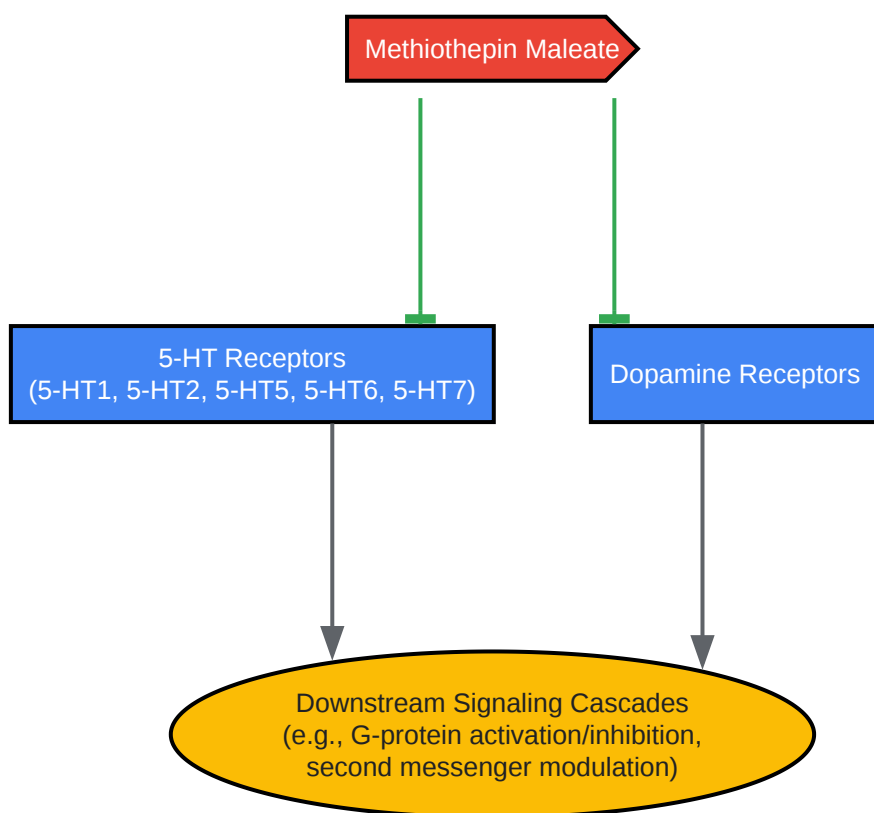 Methiothepin Maleate
5-HT Receptors
(5-HT1, 5-HT2, 5-HT5, 5-HT6, 5-HT7)
Dopamine Receptors
Downstream Signaling Cascades
(e.g., G-protein activation/inhibition,
second messenger modulation)